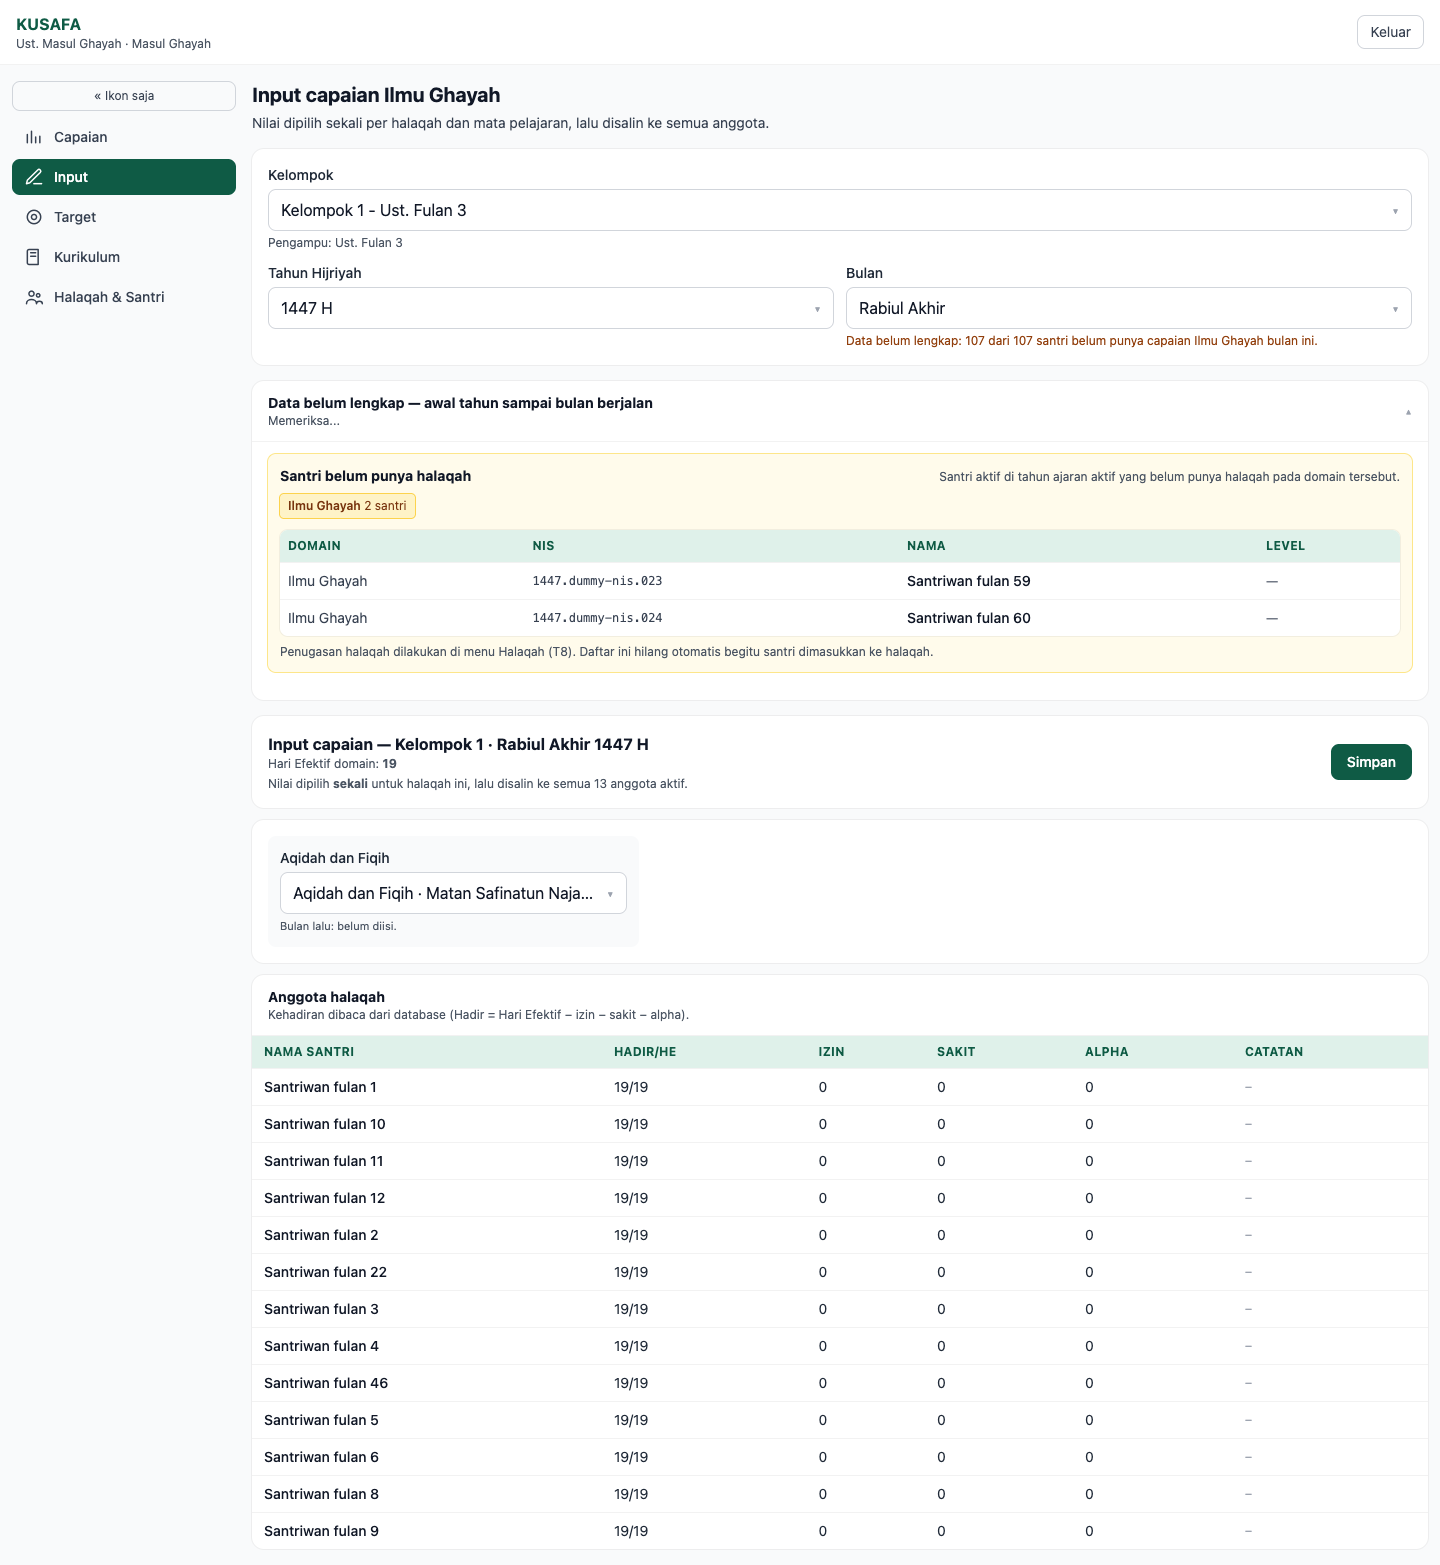 KUSAFA
Ust. Masul Ghayah · Masul Ghayah
Keluar
« Ikon saja
Capaian
Input
Target
Kurikulum
Halaqah & Santri
Input capaian Ilmu Ghayah
Nilai dipilih sekali per halaqah dan mata pelajaran, lalu disalin ke semua anggota.
Kelompok
Kelompok 1 - Ust. Fulan 3
Pengampu: Ust. Fulan 3
Tahun Hijriyah
Bulan
1447 H
Rabiul Akhir
Data belum lengkap: 107 dari 107 santri belum punya capaian Ilmu Ghayah bulan ini.
Data belum lengkap — awal tahun sampai bulan berjalan
Memeriksa...
Santri belum punya halaqah
Santri aktif di tahun ajaran aktif yang belum punya halaqah pada domain tersebut.
Ilmu Ghayah 2 santri
DOMAIN NIS NAMA LEVEL
Ilmu Ghayah 1447.dummy-nis.023 Santriwan fulan 59 —
Ilmu Ghayah 1447.dummy-nis.024 Santriwan fulan 60 —
Penugasan halaqah dilakukan di menu Halaqah (T8). Daftar ini hilang otomatis begitu santri dimasukkan ke halaqah.
Input capaian — Kelompok 1 · Rabiul Akhir 1447 H
Hari Efektif domain: 19
Nilai dipilih sekali untuk halaqah ini, lalu disalin ke semua 13 anggota aktif.
Simpan
Aqidah dan Fiqih
Aqidah dan Fiqih · Matan Safinatun Naja...
Bulan lalu: belum diisi.
Anggota halaqah
Kehadiran dibaca dari database (Hadir = Hari Efektif − izin − sakit − alpha).
NAMA SANTRI HADIR/HE IZIN SAKIT ALPHA CATATAN
Santriwan fulan 1 19/19 0 0 0 –
Santriwan fulan 10 19/19 0 0 0 –
Santriwan fulan 11 19/19 0 0 0 –
Santriwan fulan 12 19/19 0 0 0 –
Santriwan fulan 2 19/19 0 0 0 –
Santriwan fulan 22 19/19 0 0 0 –
Santriwan fulan 3 19/19 0 0 0 –
Santriwan fulan 4 19/19 0 0 0 –
Santriwan fulan 46 19/19 0 0 0 –
Santriwan fulan 5 19/19 0 0 0 –
Santriwan fulan 6 19/19 0 0 0 –
Santriwan fulan 8 19/19 0 0 0 –
Santriwan fulan 9 19/19 0 0 0 –